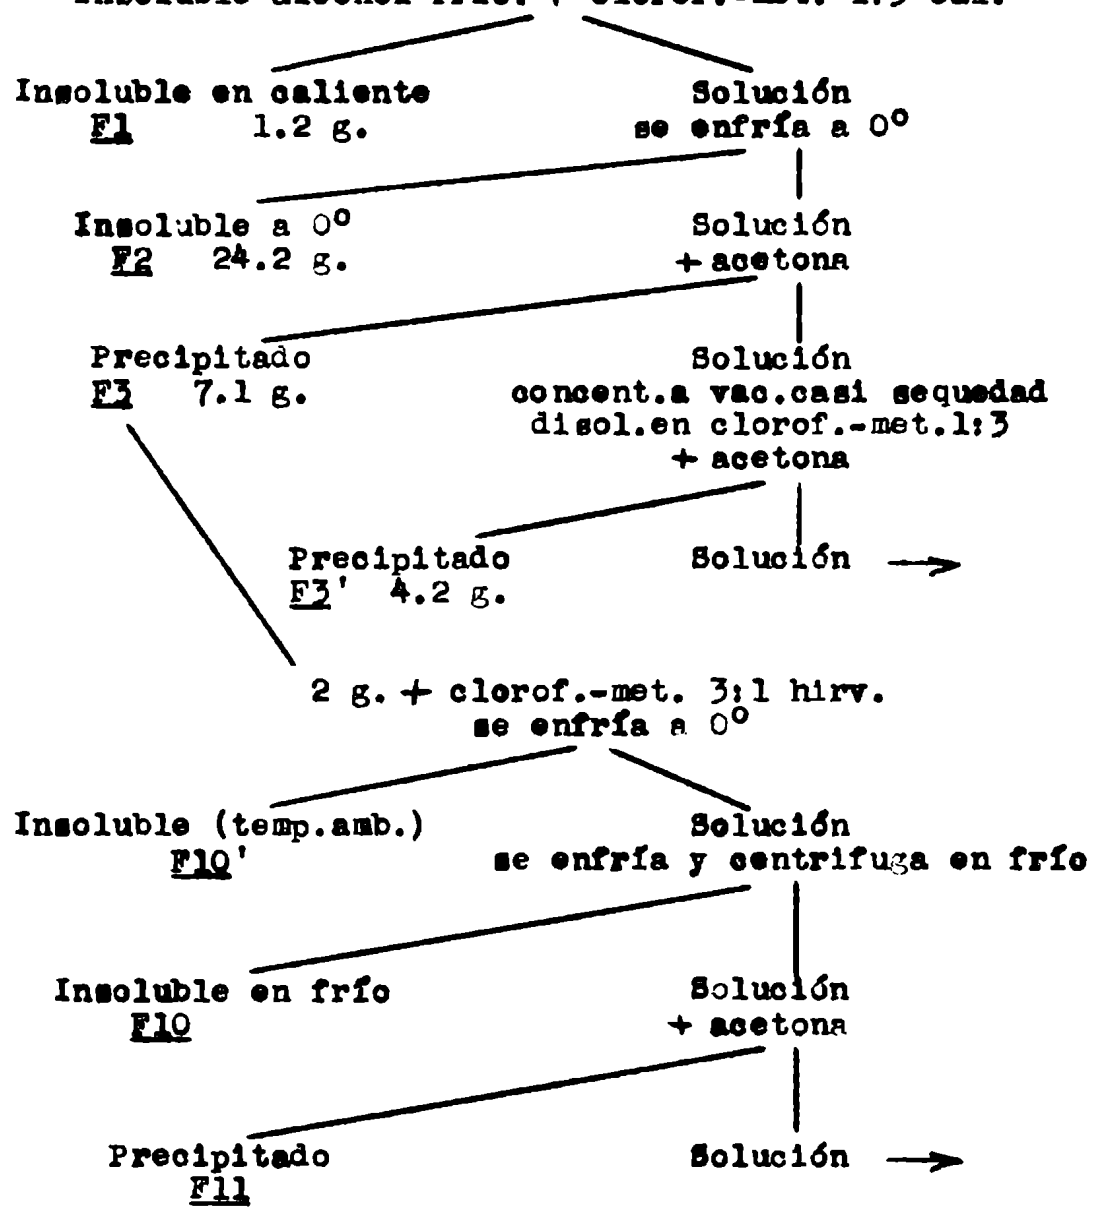 Insoluble en caliente
F1 1.2 g.
Solución
se enfría a 0°
Insoluble a 0°
F2 24.2 g.
Solución
+ acetona
Precipitado
F3 7.1 g.
Solución
concent.a vac.casi sequedad
disol.en clorof.-met.1:3
+ acetona
Precipitado
F3' 4.2 g.
Solución
2 g. + clorof.-met. 3:1 hirv.
se enfría a 0°
Insoluble (temp.amb.)
F10'
Solución
se enfría y centrifuga en frío
Insoluble en frío
F10
Solución
+ acetona
Precipitado
F11
Solución